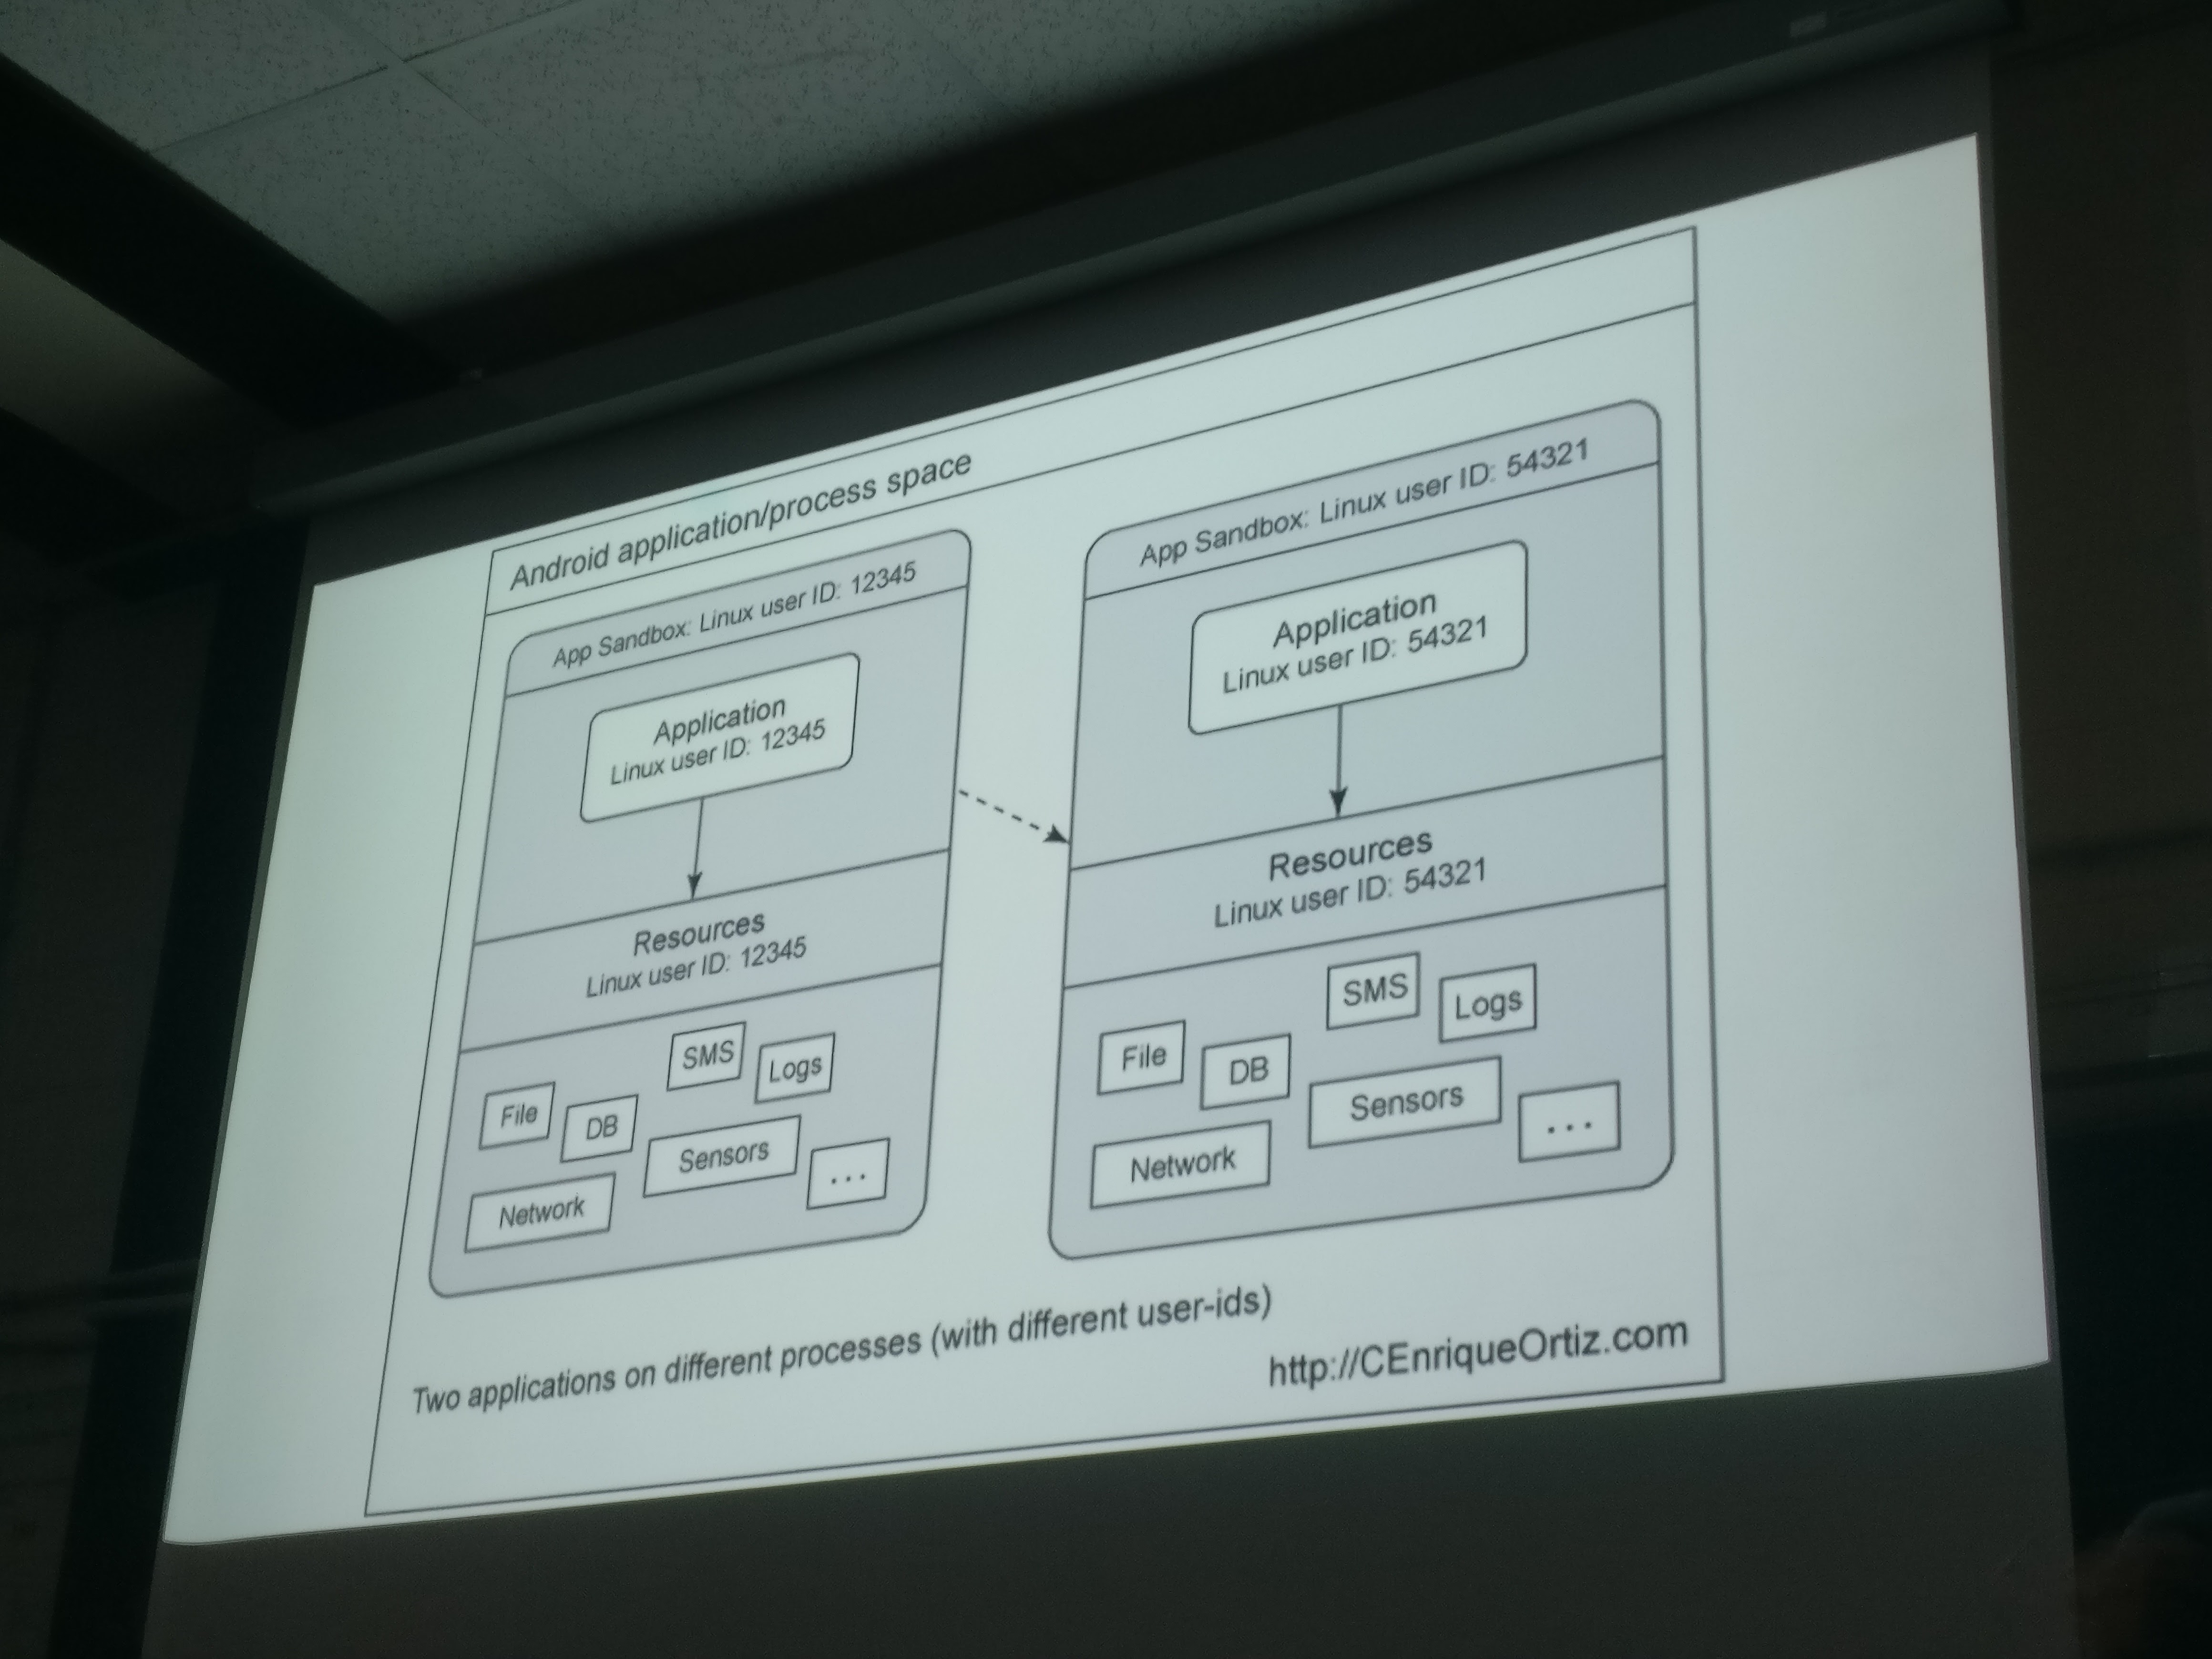 Android application/process space
App Sandbox: Linux user ID: 12345
Application
Linux user ID: 12345
Resources
Linux user ID: 12345
File
DB
SMS
Logs
Network
Sensors
...
App Sandbox: Linux user ID: 54321
Application
Linux user ID: 54321
Resources
Linux user ID: 54321
File
DB
SMS
Logs
Network
Sensors
...
Two applications on different processes (with different user-ids)
http://CEnriqueOrtiz.com